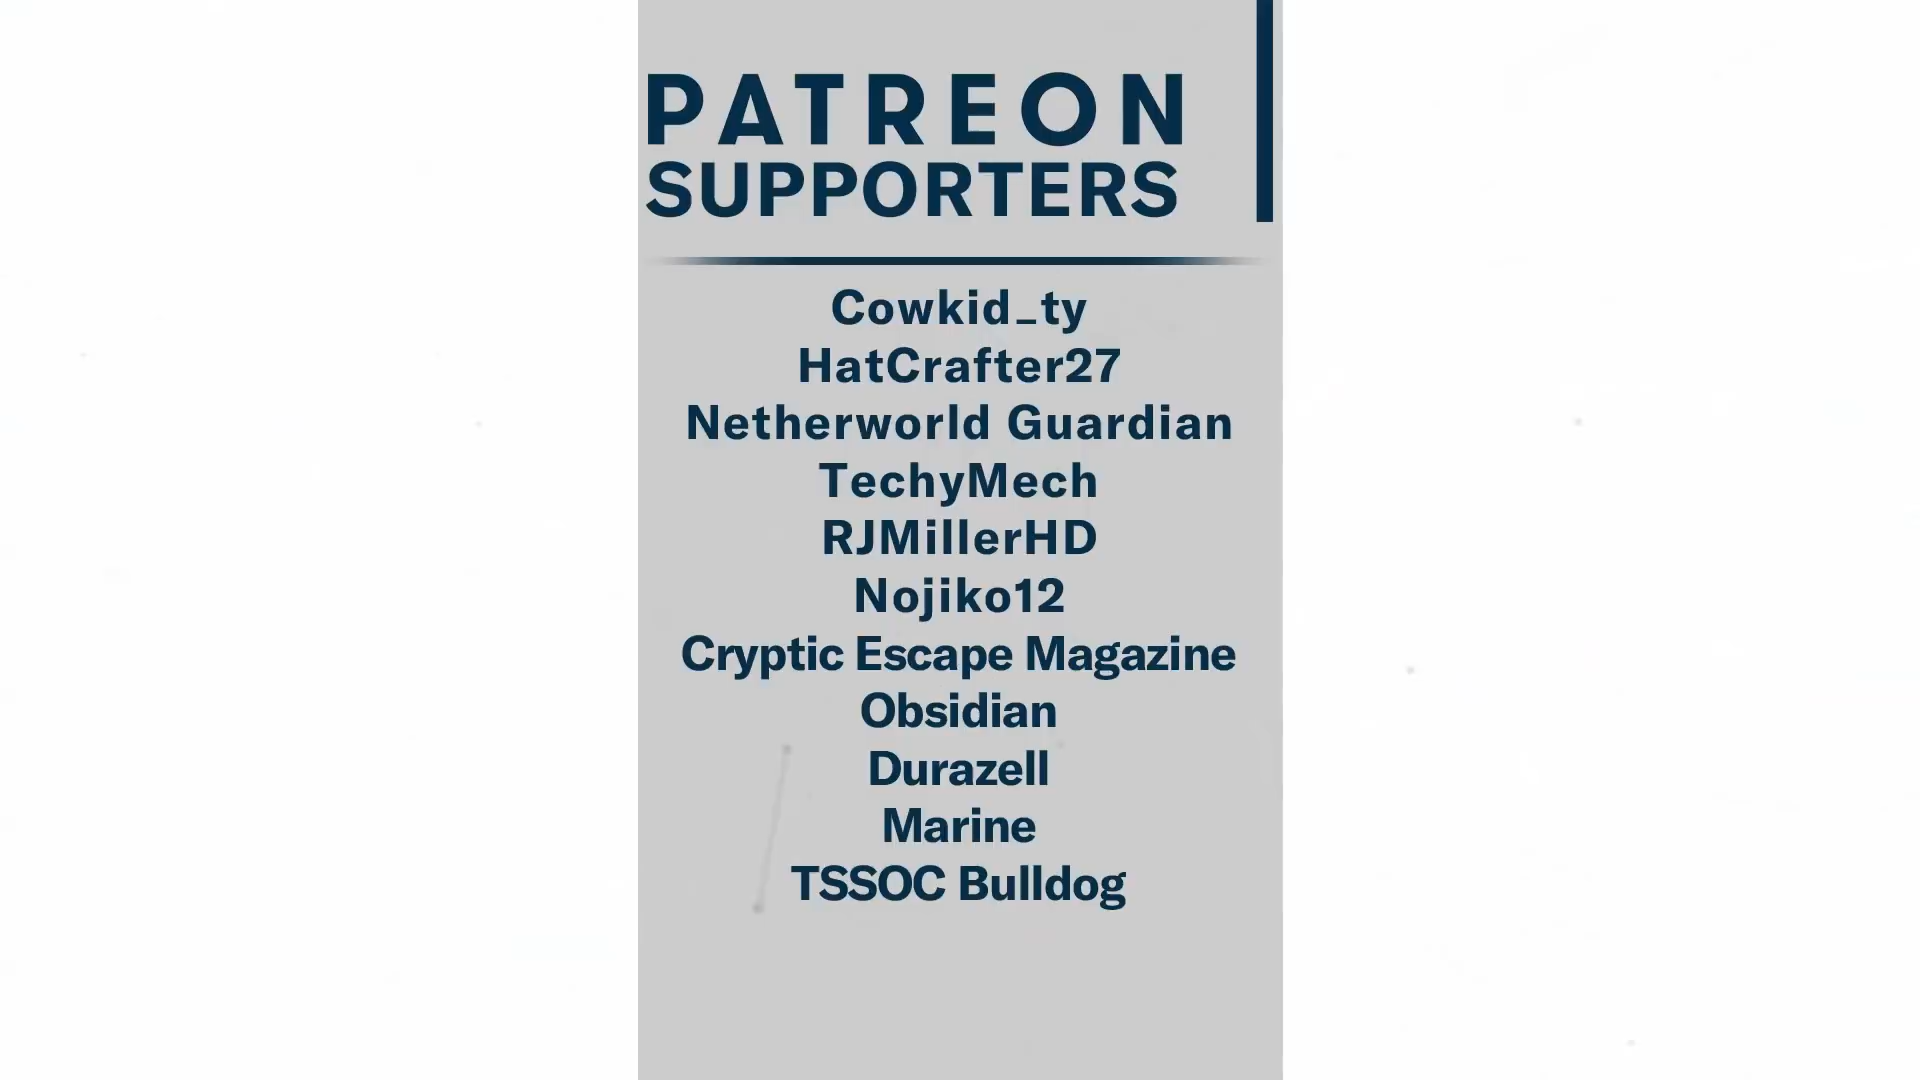 PATREON
SUPPORTERS
Cowkid_ty
HatCrafter27
Netherworld Guardian
TechyMech
RJMillerHD
Nojiko12
Cryptic Escape Magazine
Obsidian
Durazell
Marine
TSSOC Bulldog